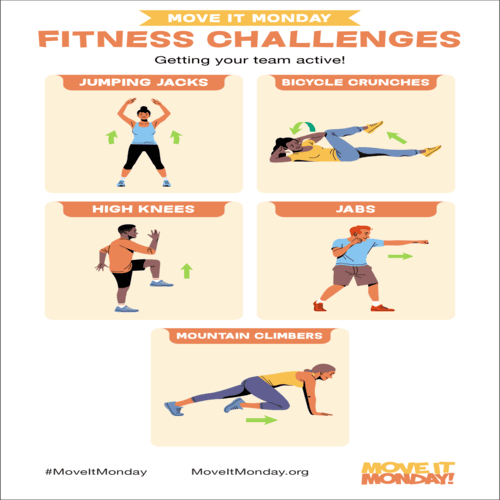 MOVE IT MONDAY
FITNESS CHALLENGES
Getting your team active!
JUMPING JACKS
BICYCLE CRUNCHES
HIGH KNEES
JABS
MOUNTAIN CLIMBERS
#MoveItMonday
MoveItMonday.org
MOVE IT
MONDAY!